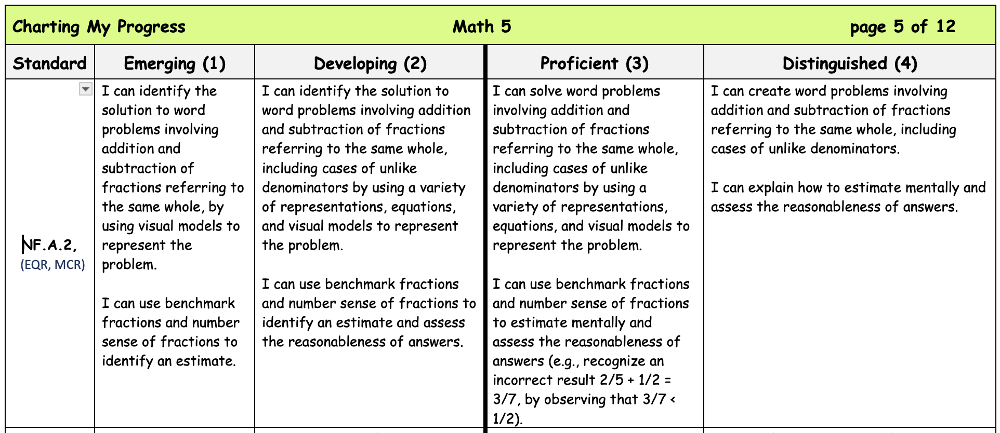 Charting My Progress Math 5 page 5 of 12
Standard Emerging (1) Developing (2) Proficient (3) Distinguished (4)
NF.A.2,
(EQR, MCR)
I can identify the
solution to word
problems involving
addition and
subtraction of
fractions referring to
the same whole, by
using visual models to
represent the
problem.
I can use benchmark
fractions and number
sense of fractions to
identify an estimate.
I can identify the solution to
word problems involving addition
and subtraction of fractions
referring to the same whole,
including cases of unlike
denominators by using a variety
of representations, equations,
and visual models to represent
the problem.
I can use benchmark fractions
and number sense of fractions to
identify an estimate and assess
the reasonableness of answers.
I can solve word problems
involving addition and
subtraction of fractions
referring to the same whole,
including cases of unlike
denominators by using a
variety of representations,
equations, and visual models to
represent the problem.
I can use benchmark fractions
and number sense of fractions
to estimate mentally and
assess the reasonableness of
answers (e.g., recognize an
incorrect result 2/5 + 1/2 =
3/7, by observing that 3/7 <
1/2).
I can create word problems involving
addition and subtraction of fractions
referring to the same whole, including
cases of unlike denominators.
I can explain how to estimate mentally and
assess the reasonableness of answers.